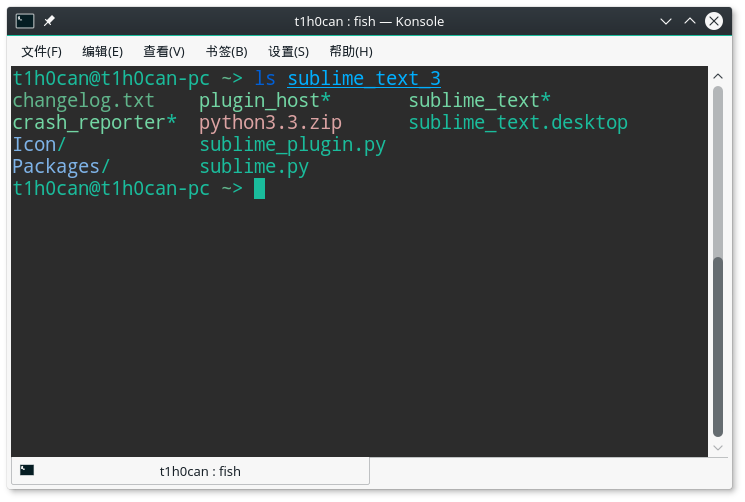 t1h0can : fish — Konsole
文件(F) 编辑(E) 查看(V) 书签(B) 设置(S) 帮助(H)
t1h0can@t1h0can-pc ~> ls sublime_text_3
changelog.txt plugin_host* sublime_text*
crash_reporter* python3.3.zip sublime_text.desktop
Icon/ sublime_plugin.py
Packages/ sublime.py
t1h0can@t1h0can-pc ~>
t1h0can : fish